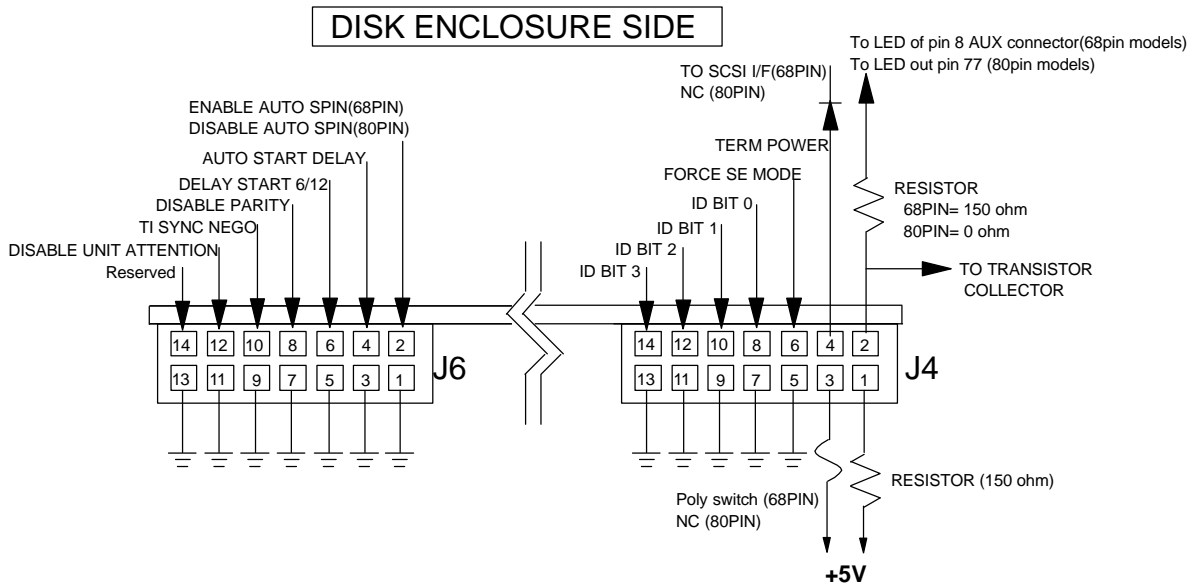 DISK ENCLOSURE SIDE
To LED of pin 8 AUX connector(68pin models)
To LED out pin 77 (80pin models)
TO SCSI I/F(68PIN)
NC (80PIN)
ENABLE AUTO SPIN(68PIN)
DISABLE AUTO SPIN(80PIN)
AUTO START DELAY
DELAY START 6/12
DISABLE PARITY
TI SYNC NEGO
DISABLE UNIT ATTENTION
Reserved
TERM POWER
FORCE SE MODE
ID BIT 0
ID BIT 1
ID BIT 2
ID BIT 3
RESISTOR
68PIN= 150 ohm
80PIN= 0 ohm
TO TRANSISTOR
COLLECTOR
14 12 10 8 6 4 2
13 11 9 7 5 3 1
J6
14 12 10 8 6 4 2
13 11 9 7 5 3 1
J4
Poly switch (68PIN)
NC (80PIN)
RESISTOR (150 ohm)
+5V